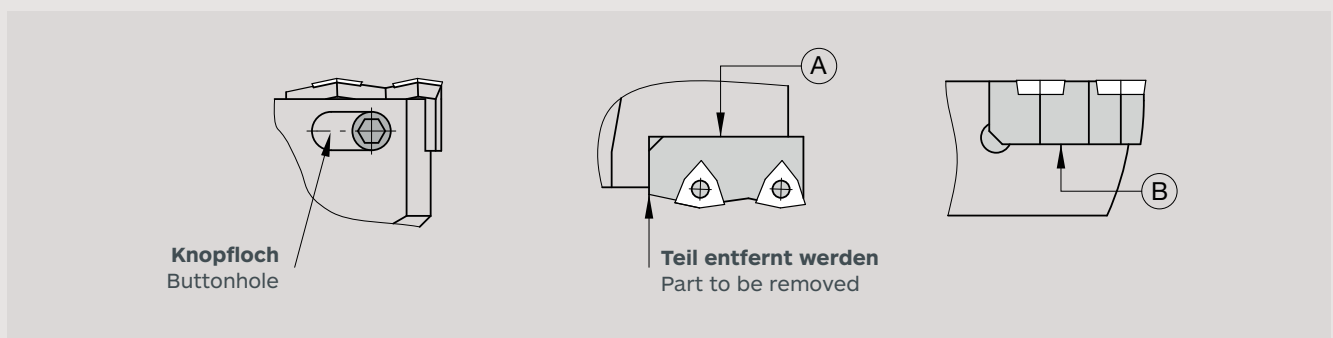 A
B
Knopfloch
Buttonhole
Teil entfernt werden
Part to be removed